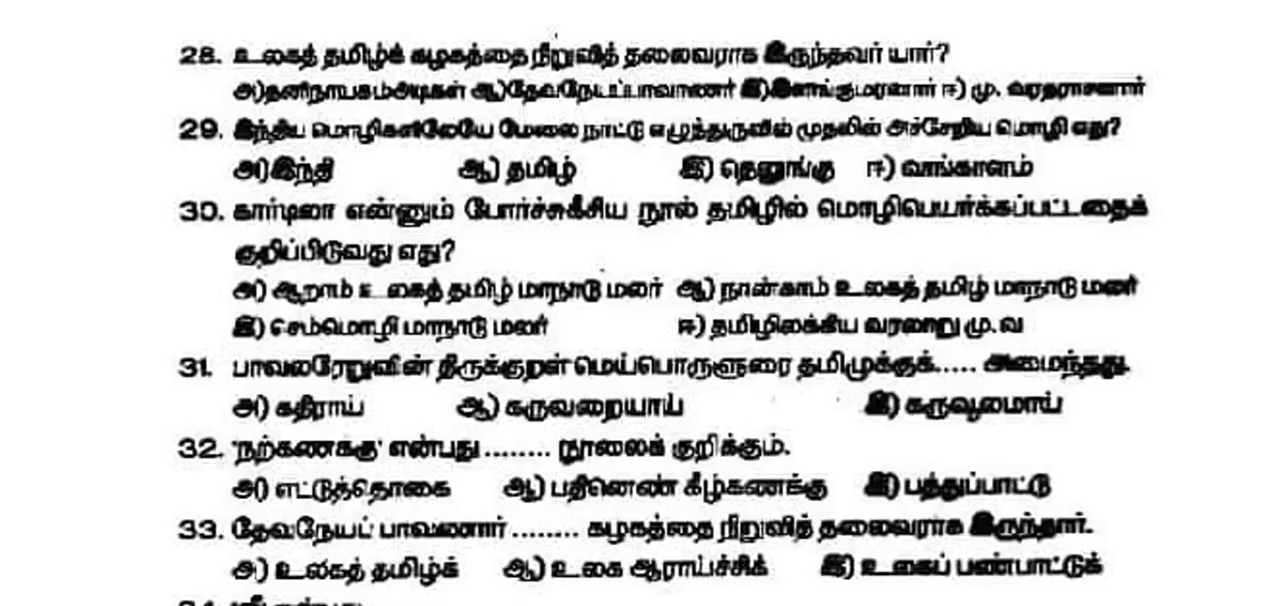 28. உலகத் தமிழ்க் கழகத்தை நிறுவித் தலைவராக இருந்தவர் யார்?
அ)தனிநாயகம்அடிகள் ஆ)தேவநேயப்பாவாணர் இ)இளங்குமரனார் ஈ) மு. வரதராசனார்
29. இந்திய மொழிகளிலேயே மேலை நாட்டு எழுத்துருவில் முதலில் அச்சேறிய மொழி எது?
அ)இந்தி ஆ) தமிழ் இ) தெலுங்கு ஈ) வங்காளம்
30. கார்டிலா என்னும் போர்ச்சுகீசிய நூல் தமிழில் மொழிபெயர்க்கப்பட்டதைக்
குறிப்பிடுவது எது?
அ) ஆறாம் உலகத் தமிழ் மாநாடு மலர் ஆ) நான்காம் உலகத் தமிழ் மாநாடு மலர்
இ) செம்மொழி மாநாடு மலர் ஈ) தமிழிலக்கிய வரலாறு மு. வ
31. பாவலரேறுவின் திருக்குறள் மெய்பொருளுரை தமிழுக்குக்..... அமைந்தது.
அ) கதிராய் ஆ) கருவறையாய் இ) கருவூலமாய்
32. 'நற்கணக்கு' என்பது ........ நூலைக் குறிக்கும்.
அ) எட்டுத்தொகை ஆ) பதினெண் கீழ்கணக்கு இ) பத்துப்பாட்டு
33. தேவநேயப் பாவணார் ........ கழகத்தை நிறுவித் தலைவராக இருந்தார்.
அ) உலகத் தமிழ்க் ஆ) உலக ஆராய்ச்சிக் இ) உலகப் பண்பாட்டுக்